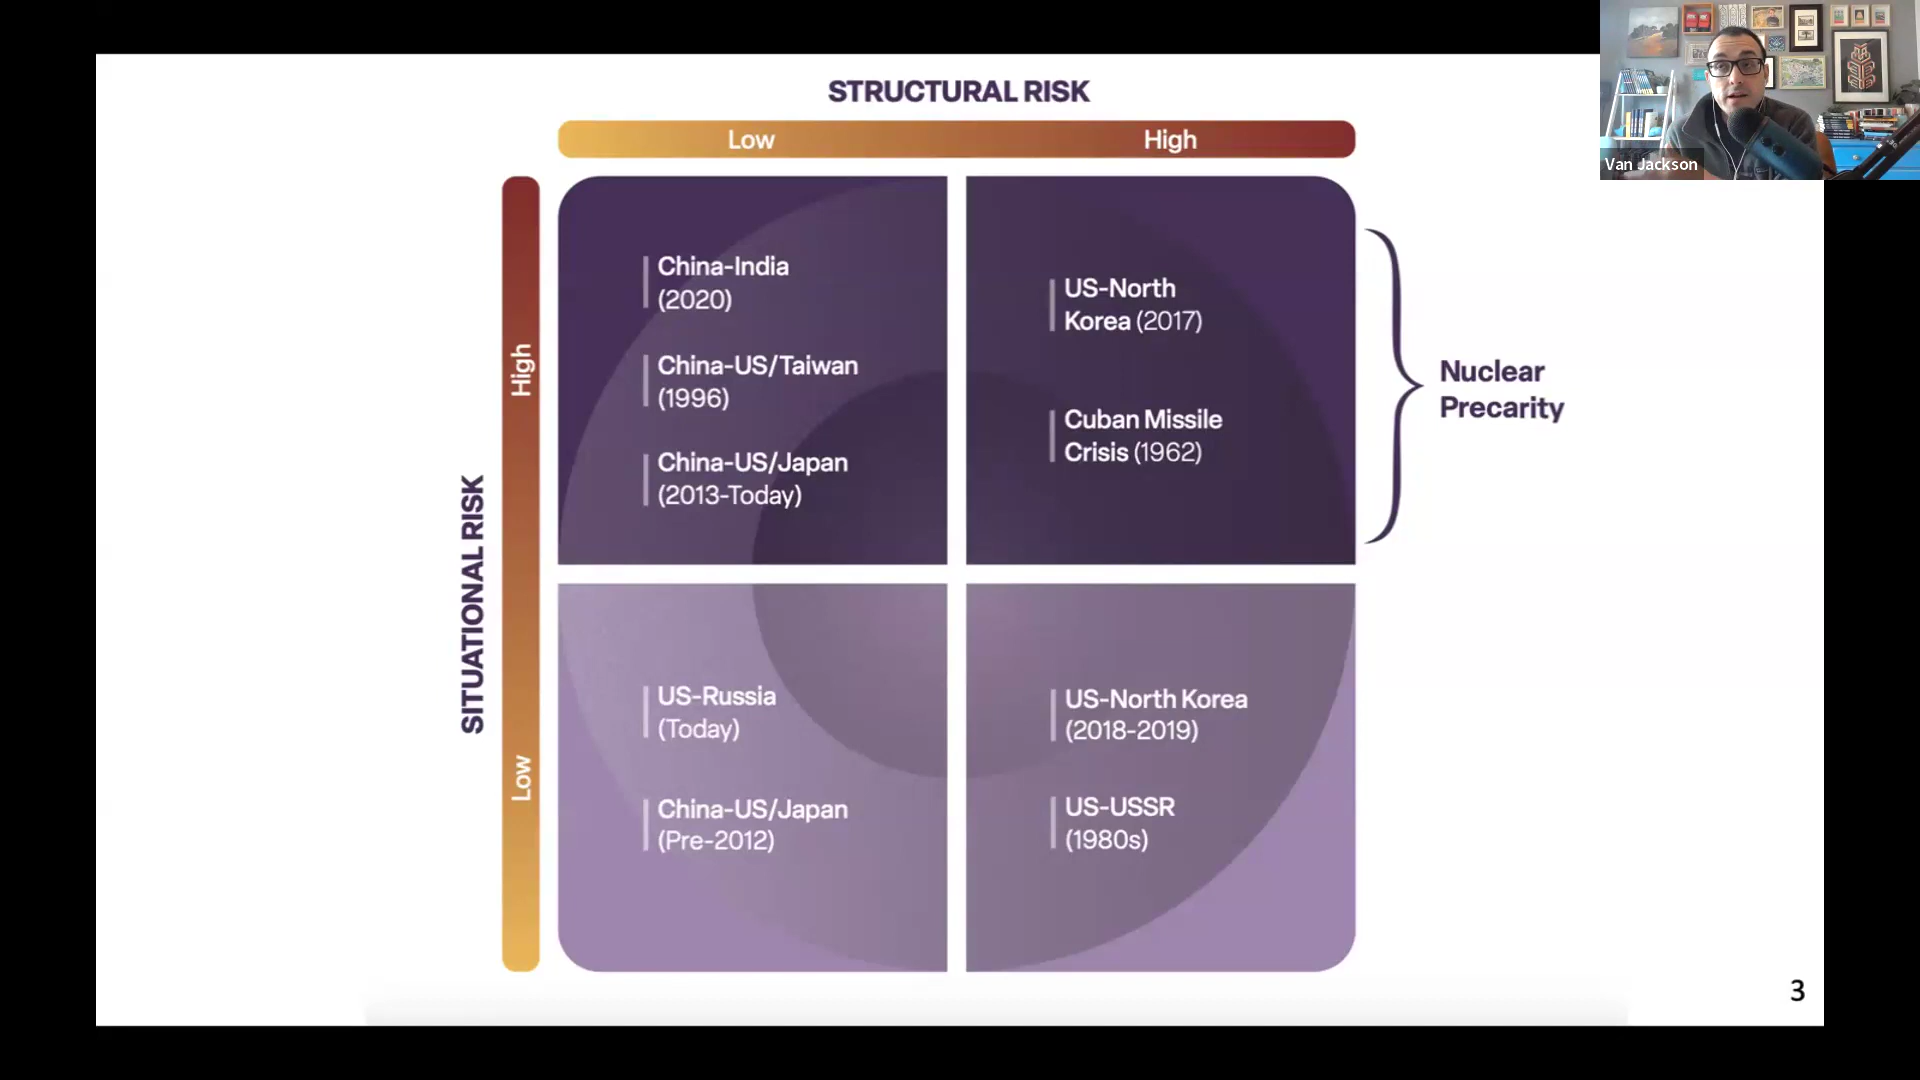 STRUCTURAL RISK
Low
High
Van Jackson
SITUATIONAL RISK
High
Low
China-India
(2020)
China-US/Taiwan
(1996)
China-US/Japan
(2013-Today)
US-North
Korea (2017)
Cuban Missile
Crisis (1962)
Nuclear
Precarity
US-Russia
(Today)
China-US/Japan
(Pre-2012)
US-North Korea
(2018-2019)
US-USSR
(1980s)
3